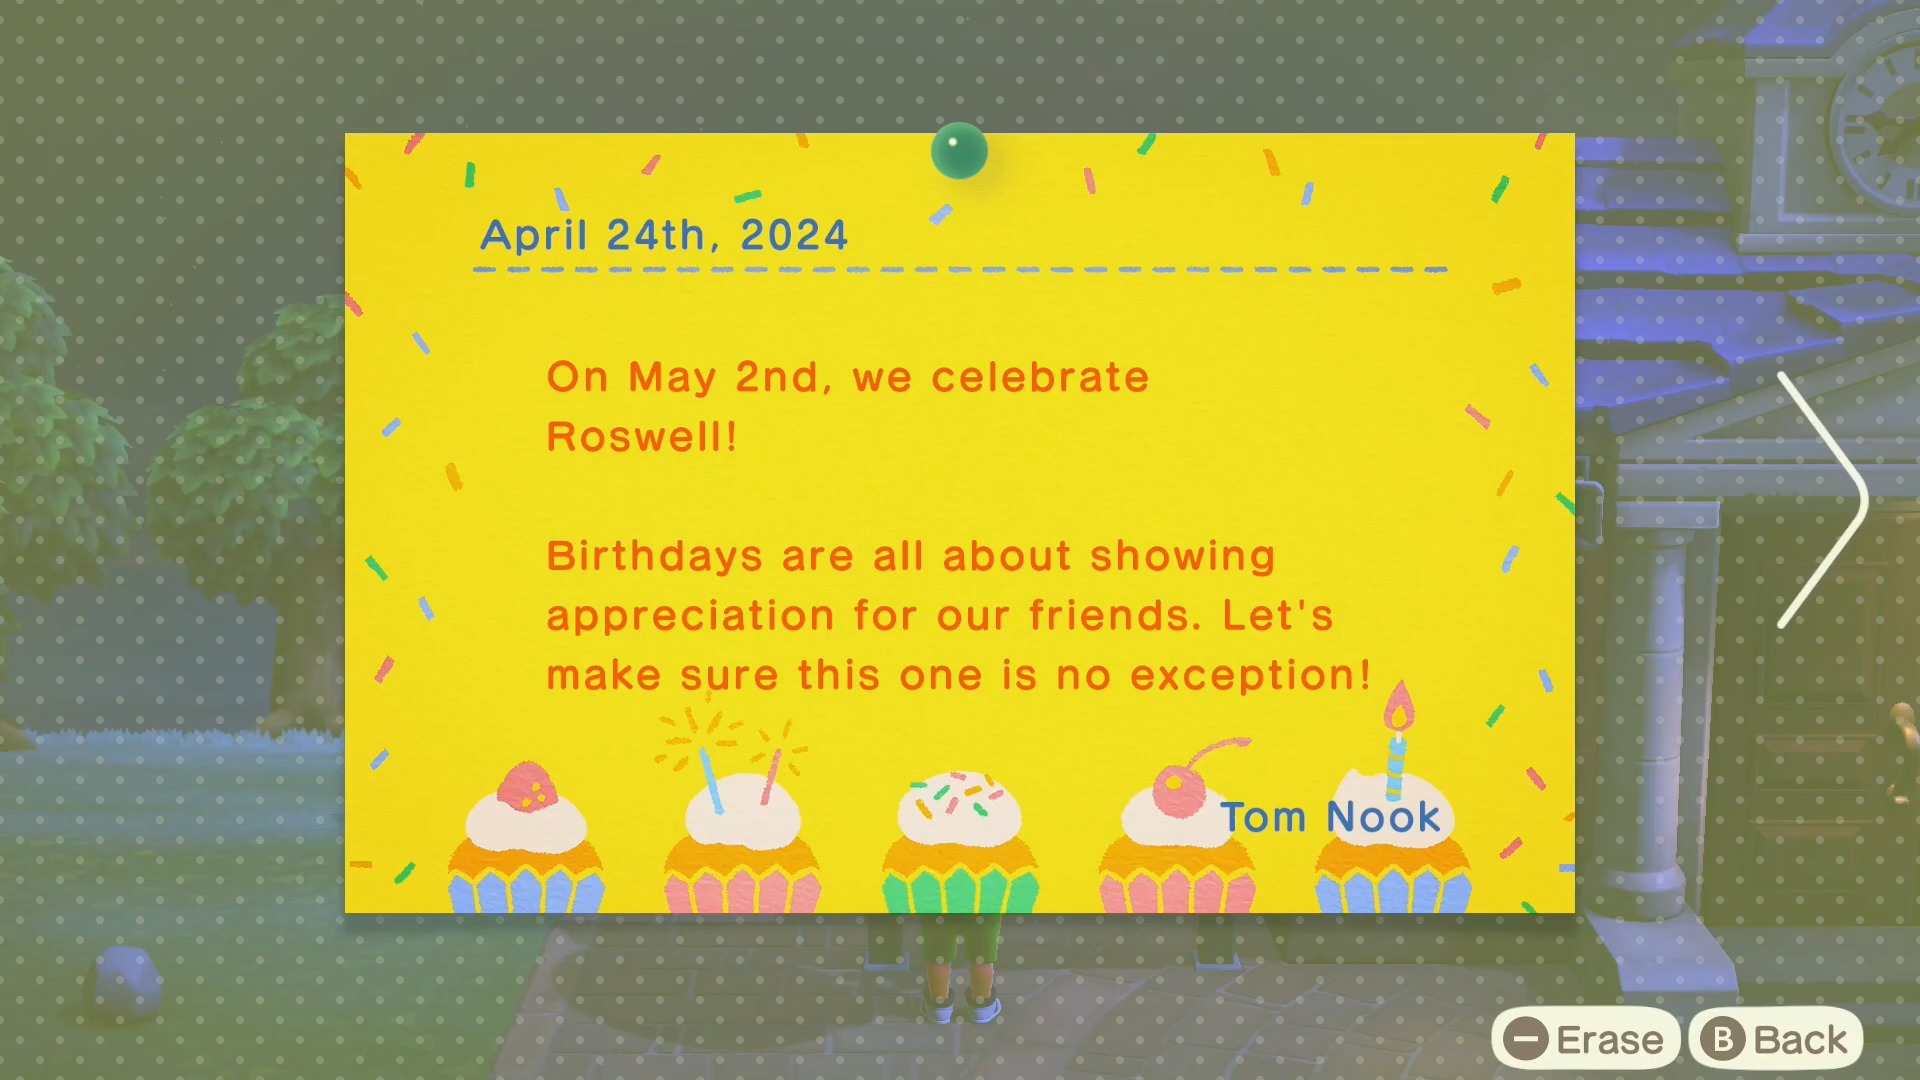 April 24th, 2024
On May 2nd, we celebrate
Roswell!
Birthdays are all about showing
appreciation for our friends. Let's
make sure this one is no exception!
Tom Nook
Erase
B Back